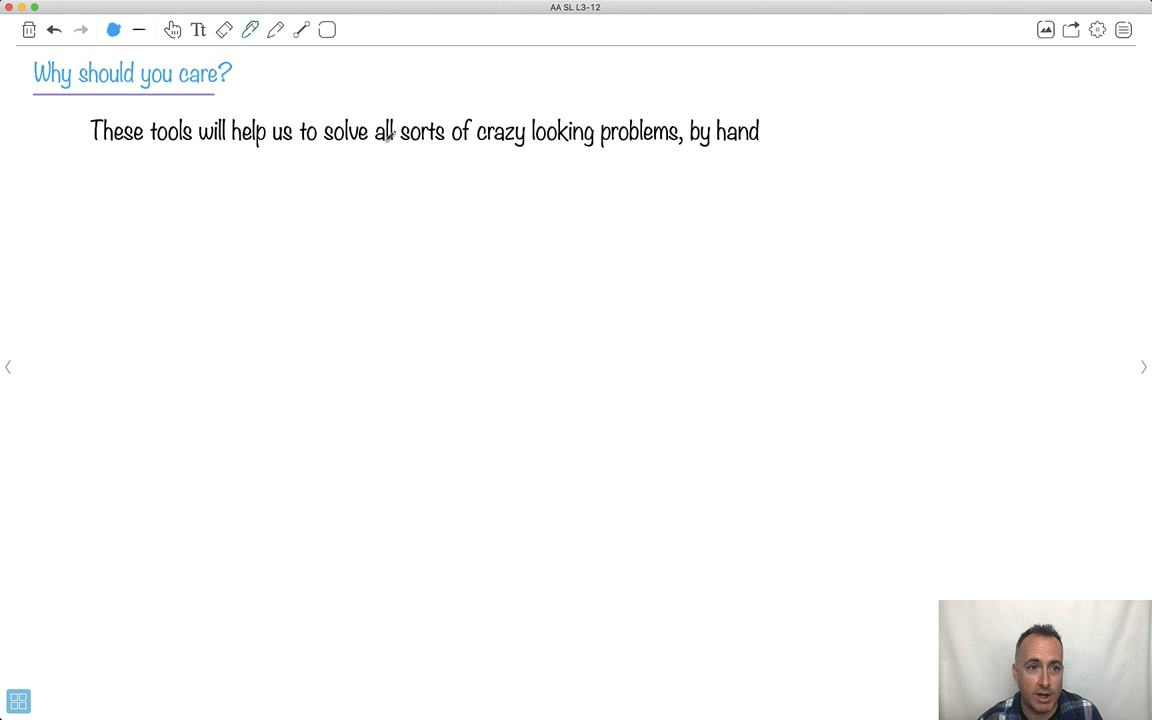 AA SL L3-12
Tt
Why should you care?
These tools will help us to solve all sorts of crazy looking problems, by hand